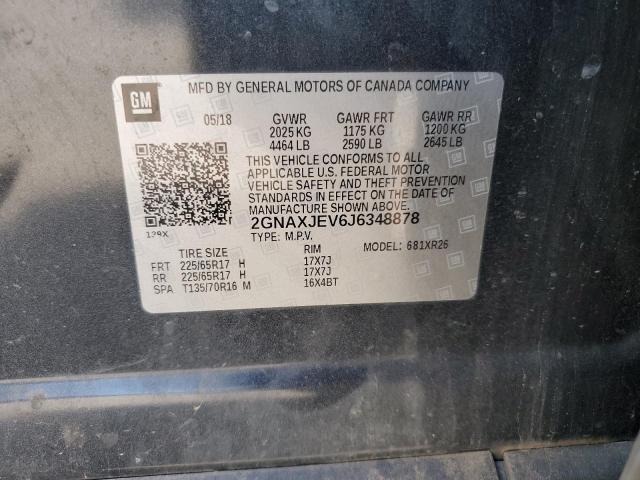 GM
MFD BY GENERAL MOTORS OF CANADA COMPANY
05/18 GVWR GAWR FRT GAWR RR
2025 KG 1175 KG 1200 KG
4464 LB 2590 LB 2645 LB
THIS VEHICLE CONFORMS TO ALL
APPLICABLE U.S. FEDERAL MOTOR
VEHICLE SAFETY AND THEFT PREVENTION
STANDARDS IN EFFECT ON THE DATE OF
MANUFACTURE SHOWN ABOVE.
2GNAXJEV6J6348878
129X TYPE: M.P.V. MODEL: 681XR26
TIRE SIZE RIM
FRT 225/65R17 H 17X7J
RR 225/65R17 H 17X7J
SPA T135/70R16 M 16X4BT